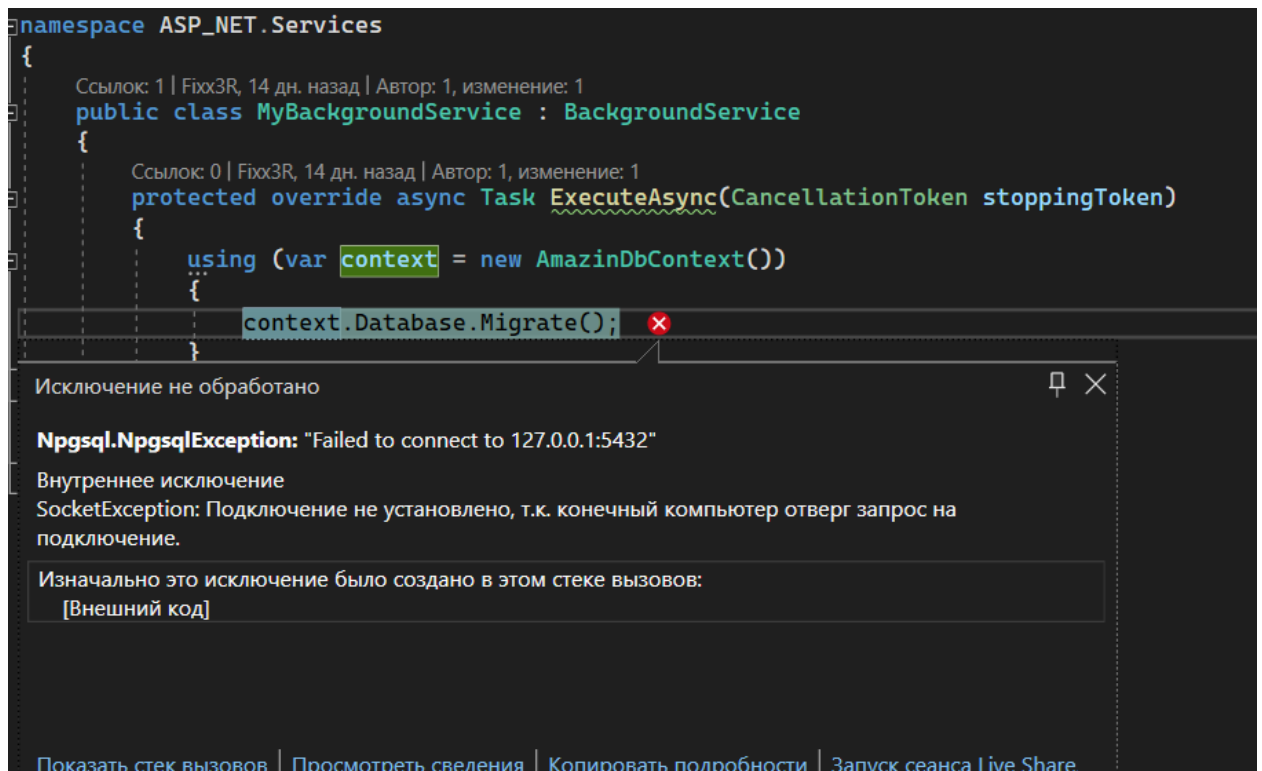 namespace ASP_NET.Services
{
Ссылок: 1 | Fixx3R, 14 дн. назад | Автор: 1, изменение: 1
public class MyBackgroundService : BackgroundService
{
Ссылок: 0 | Fixx3R, 14 дн. назад | Автор: 1, изменение: 1
protected override async Task ExecuteAsync(CancellationToken stoppingToken)
{
using (var context = new AmazinDbContext())
{
context.Database.Migrate();
}
Исключение не обработано
Npgsql.NpgsqlException: "Failed to connect to 127.0.0.1:5432"
Внутреннее исключение
SocketException: Подключение не установлено, т.к. конечный компьютер отверг запрос на
подключение.
Изначально это исключение было создано в этом стеке вызовов:
[Внешний код]
Показать стек вызовов | Просмотреть сведения | Копировать подробности | Запуск сеанса Live Share